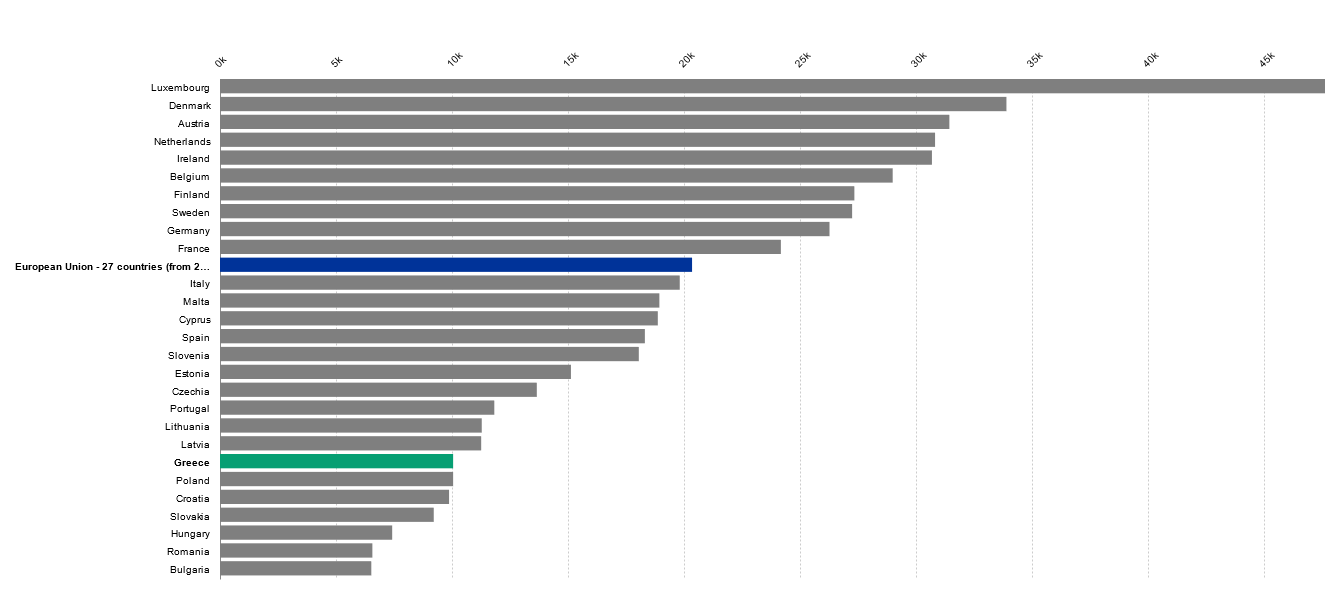 0k 5k 10k 15k 20k 25k 30k 35k 40k 45k
Luxembourg
Denmark
Austria
Netherlands
Ireland
Belgium
Finland
Sweden
Germany
France
European Union - 27 countries (from 2...
Italy
Malta
Cyprus
Spain
Slovenia
Estonia
Czechia
Portugal
Lithuania
Latvia
Greece
Poland
Croatia
Slovakia
Hungary
Romania
Bulgaria